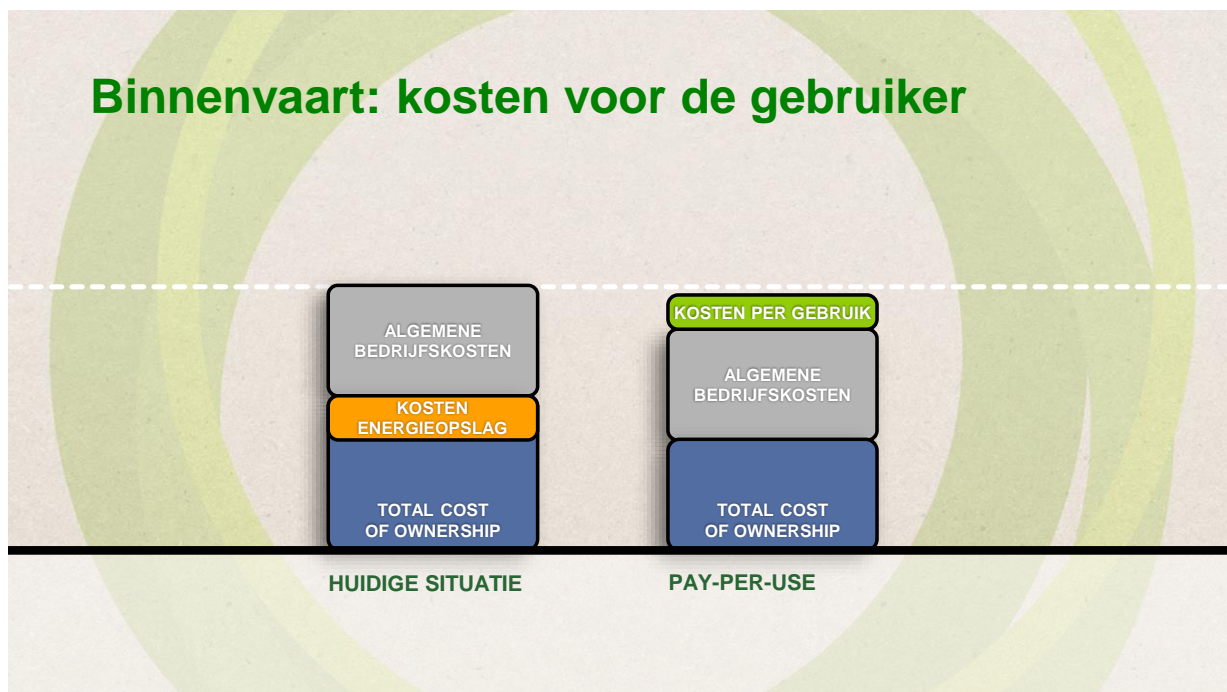 Binnenvaart: kosten voor de gebruiker
ALGEMENE
BEDRIJFSKOSTEN
KOSTEN
ENERGIEOPSLAG
TOTAL COST
OF OWNERSHIP
HUIDIGE SITUATIE
KOSTEN PER GEBRUIK
ALGEMENE
BEDRIJFSKOSTEN
TOTAL COST
OF OWNERSHIP
PAY-PER-USE